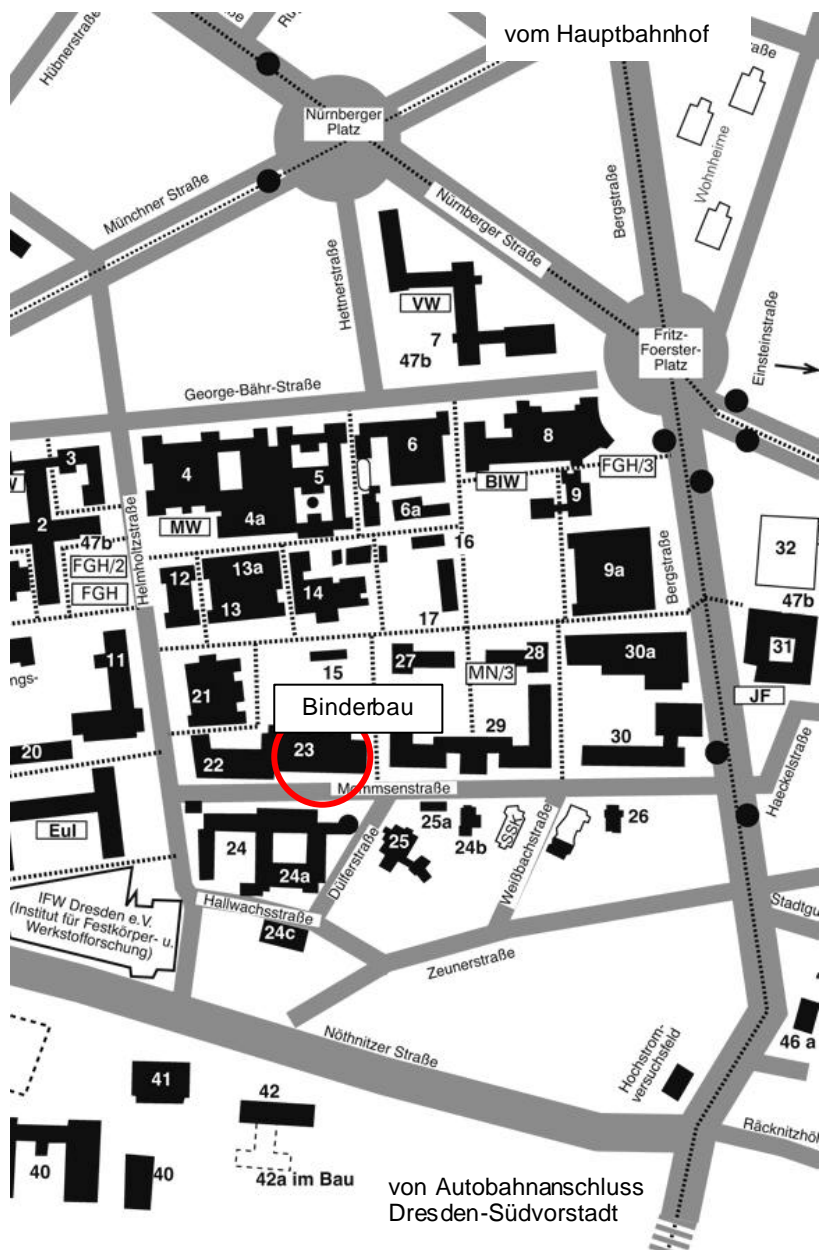 vom Hauptbahnhof
Hübnerstraße
straße
Nürnberger
Platz
Münchner Straße
Nürnberger Straße
Bergstraße
Wohnheime
Hettnerstraße
VW
7
47b
Fritz-
Foerster-
Platz
Einsteinstraße
George-Bähr-Straße
3
4
5
6
8
FGH/3
W
2
4a
MW
6a
BIW
9
47b
FGH/2
FGH
Helmholtzstraße
16
32
12
13a
13
14
17
9a
Bergstraße
47b
11
21
15
27
28
MN/3
30a
31
JF
ngs-
Binderbau
20
22
23
29
30
Mommsenstraße
Haeckelstraße
EuI
24
24a
Dülferstraße
25
25a
24b
SSK
Weißbachstraße
26
IFW Dresden e.V.
(Institut für Festkörper- u.
Werkstofforschung)
Hallwachsstraße
24c
Zeunerstraße
Stadtgu
Nöthnitzer Straße
Hochstrom-
versuchsfeld
46 a
41
42
40
40
42a im Bau
Räcknitzhö
von Autobahnanschluss
Dresden-Südvorstadt